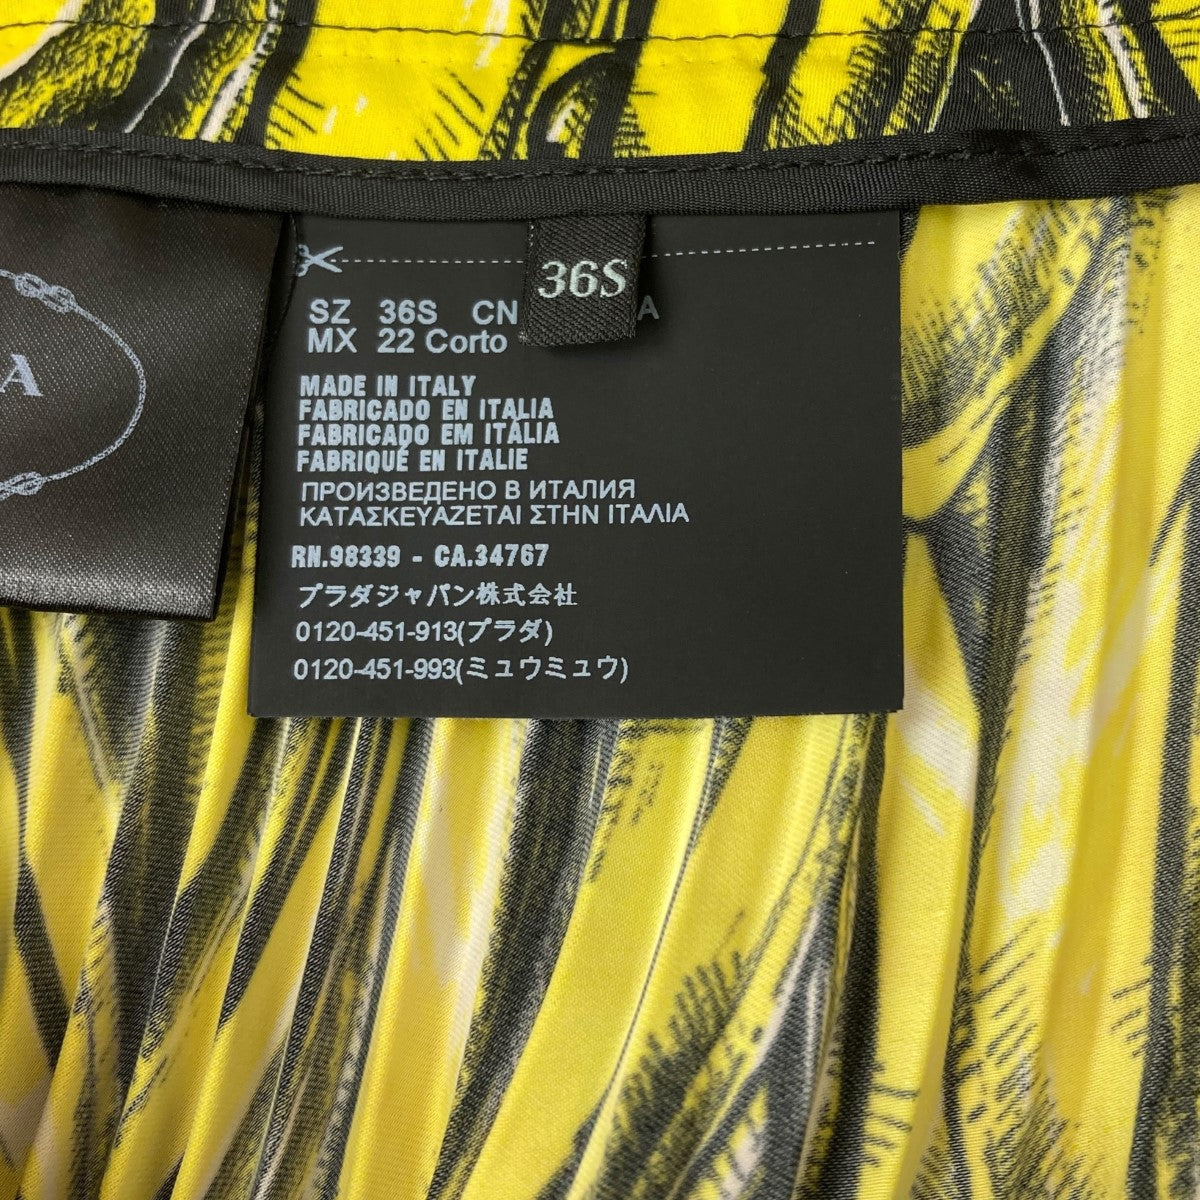 36S
SZ 36S CN A
MX 22 Corto
MADE IN ITALY
FABRICADO EN ITALIA
FABRICADO EM ITÁLIA
FABRIQUÉ EN ITALIE
ПРОИЗВЕДЕНО В ИТАЛИЯ
ΚΑΤΑΣΚΕΥΑΖΕΤΑΙ ΣΤΗΝ ΙΤΑΛΙΑ
RN.98339 - CA.34767
プラダジャパン株式会社
0120-451-913(プラダ)
0120-451-993(ミュウミュウ)
A